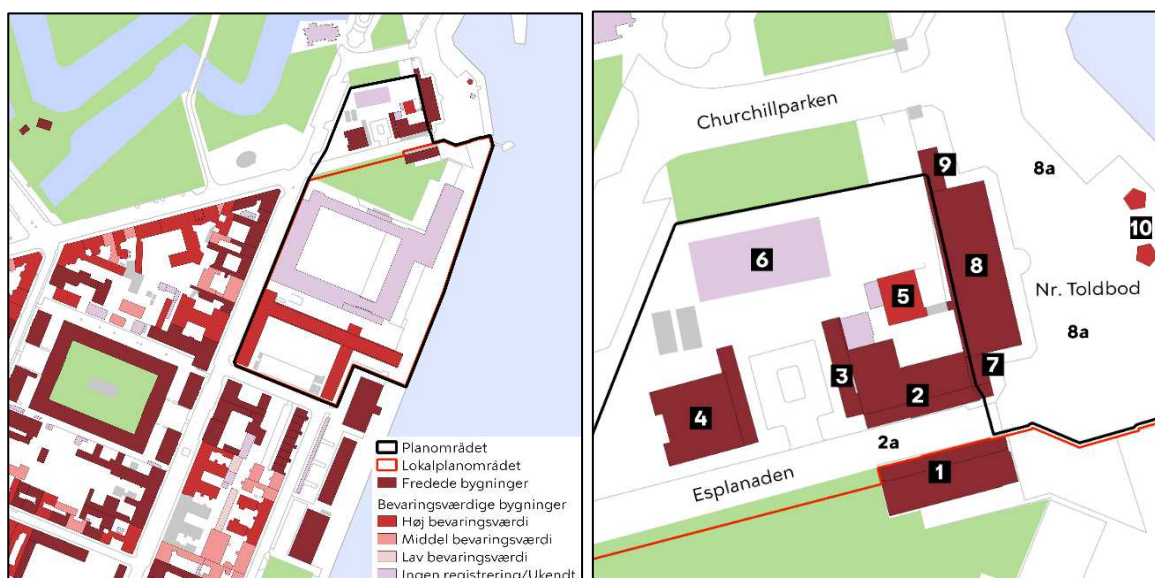 Planområdet
Lokalplanområdet
Fredede bygninger
Bevaringsværdige bygninger
Høj bevaringsværdi
Middel bevaringsværdi
Lav bevaringsværdi
Ingen registrering/Ukendt
Churchillparken
9
8a
10
6
8
5
Nr. Toldbod
8a
3
7
2
4
2a
1
Esplanaden